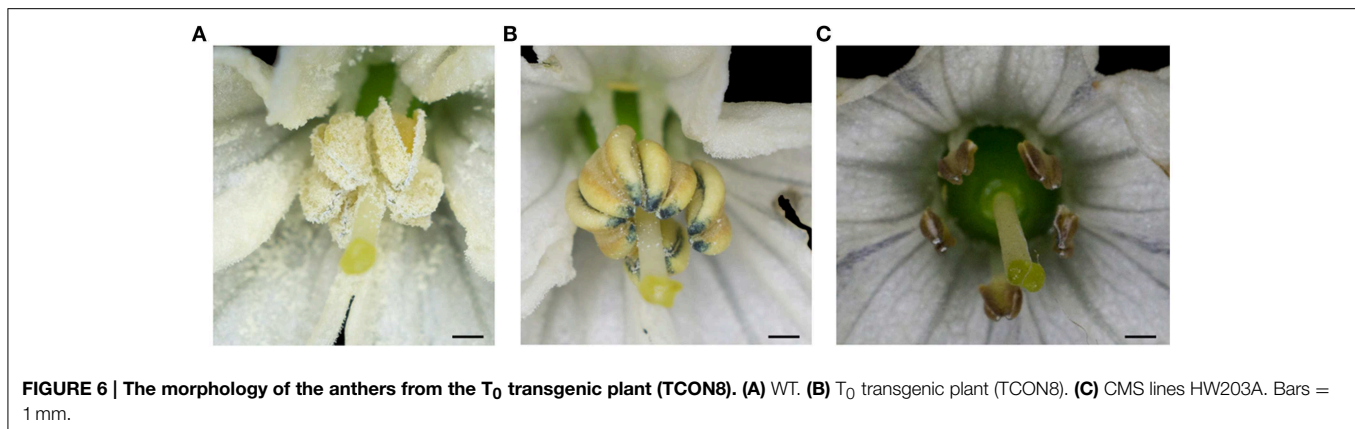 A B C
FIGURE 6 | The morphology of the anthers from the T0 transgenic plant (TCON8). (A) WT. (B) T0 transgenic plant (TCON8). (C) CMS lines HW203A. Bars =
1 mm.